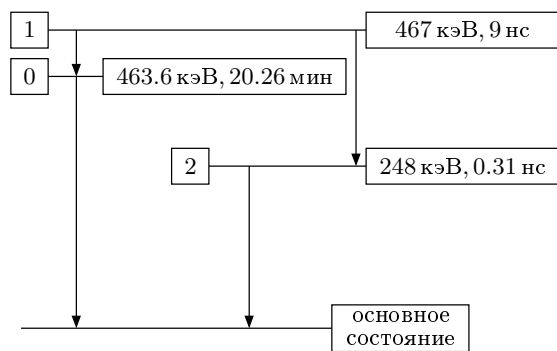 1
467 кэВ, 9 нс
0
463.6 кэВ, 20.26 мин
2
248 кэВ, 0.31 нс
основное
состояние